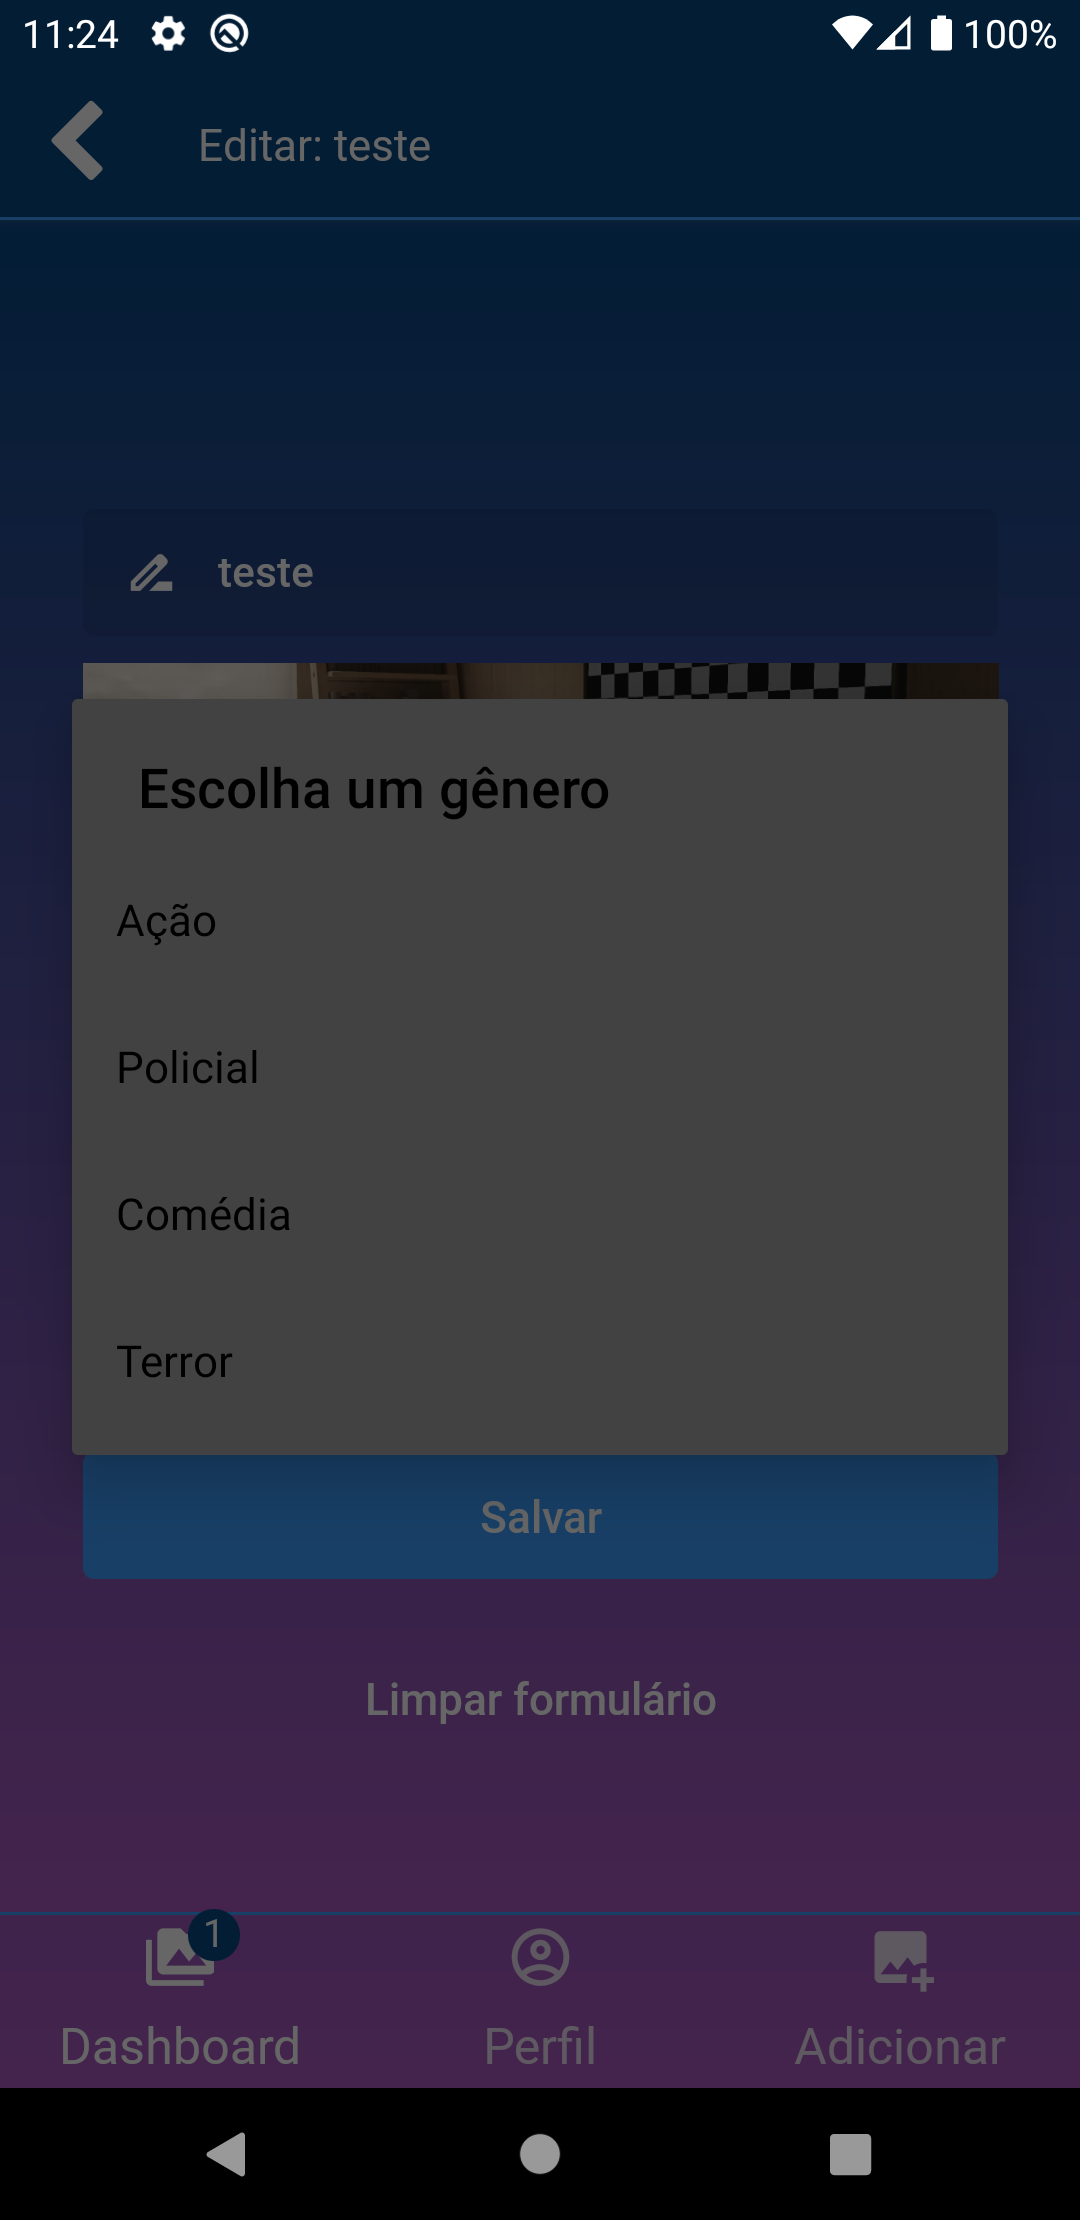 11:24
100%
Editar: teste
teste
Escolha um gênero
Ação
Policial
Comédia
Terror
Salvar
Limpar formulário
1
Dashboard
Perfil
Adicionar